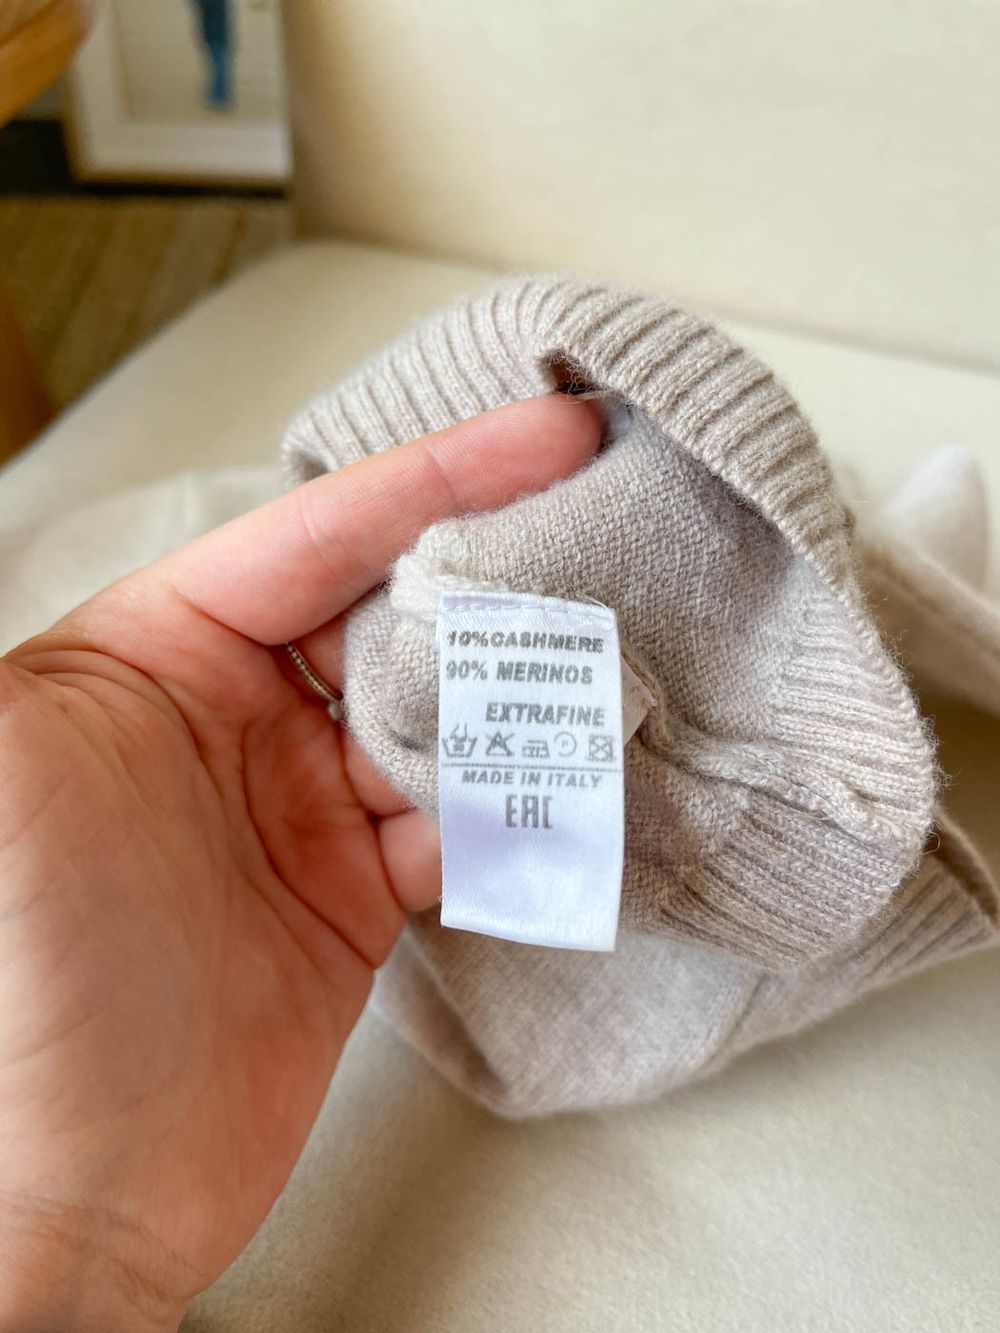 10%CASHMERE
90% MERINOS
EXTRAFINE
MADE IN ITALY
EAC